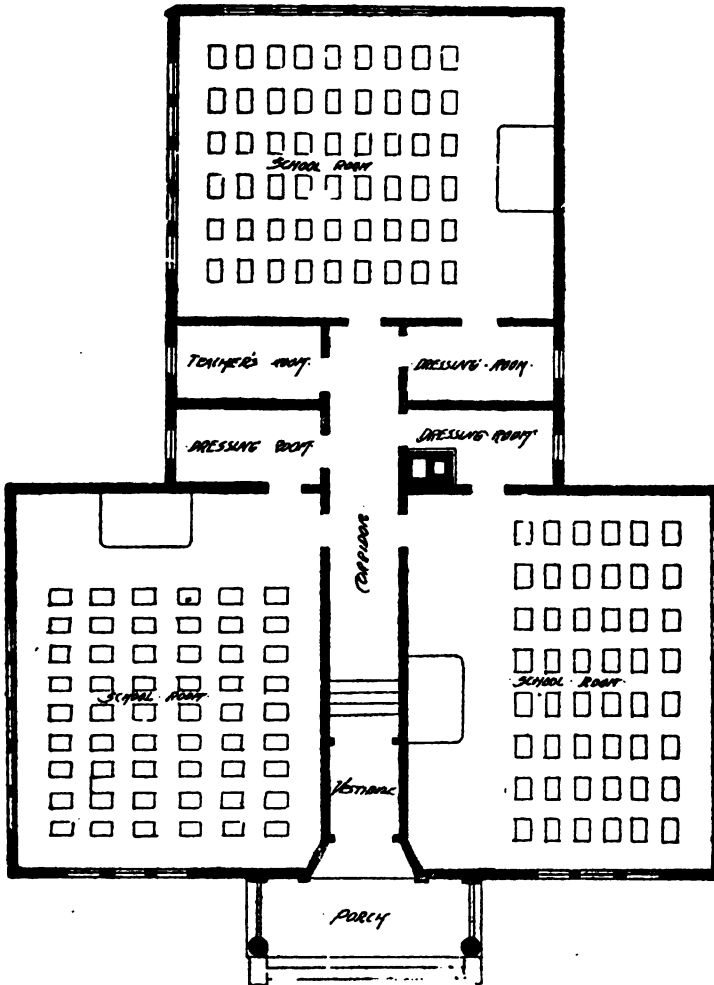 SCHOOL ROOM
TEACHER'S ROOM.
DRESSING-ROOM.
DRESSING ROOM
DRESSING-ROOM
CORRIDOR
SCHOOL ROOM
SCHOOL ROOM
VESTIBULE
PORCH